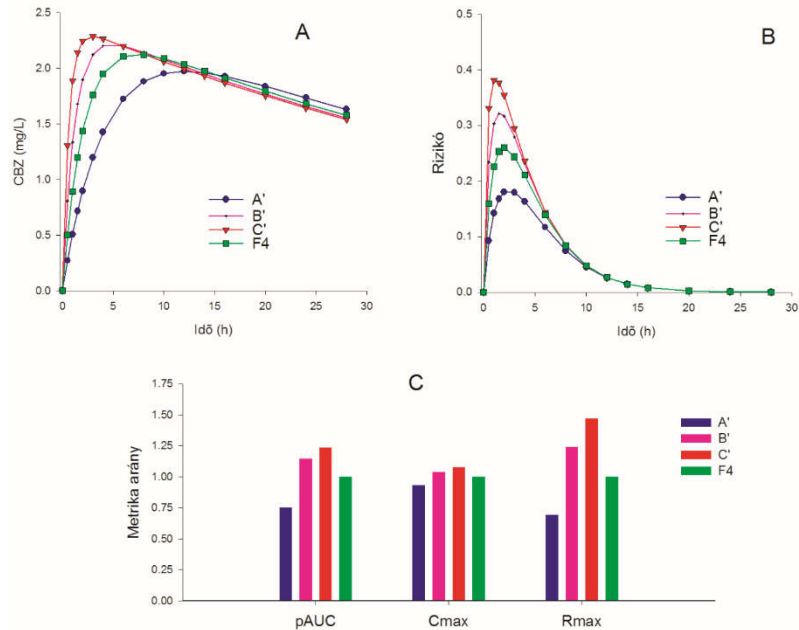 A
CBZ (mg/L)
2.5
2.0
1.5
1.0
0.5
0.0
0 5 10 15 20 25 30
Idõ (h)
A'
B'
C'
F4
B
Rizikó
0.5
0.4
0.3
0.2
0.1
0.0
0 5 10 15 20 25 30
Idõ (h)
A'
B'
C'
F4
C
Metrika arány
1.75
1.50
1.25
1.00
0.75
0.50
0.25
0.00
pAUC Cmax Rmax
A'
B'
C'
F4